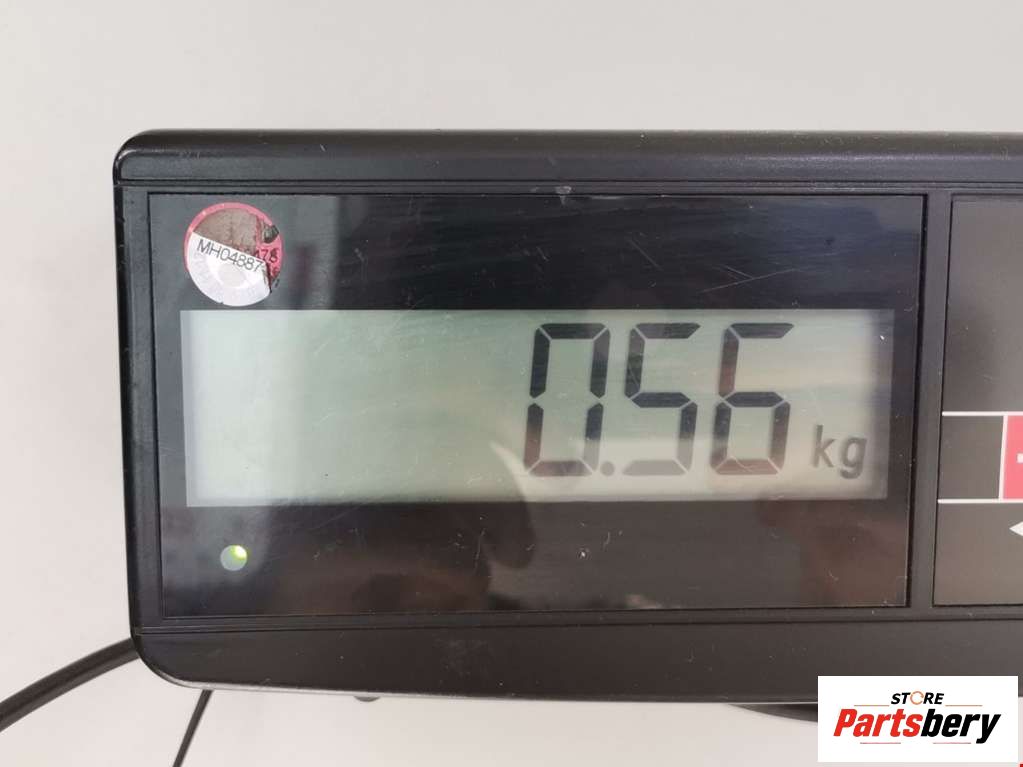 MH04887
0.56 kg
STORE
Partsbery